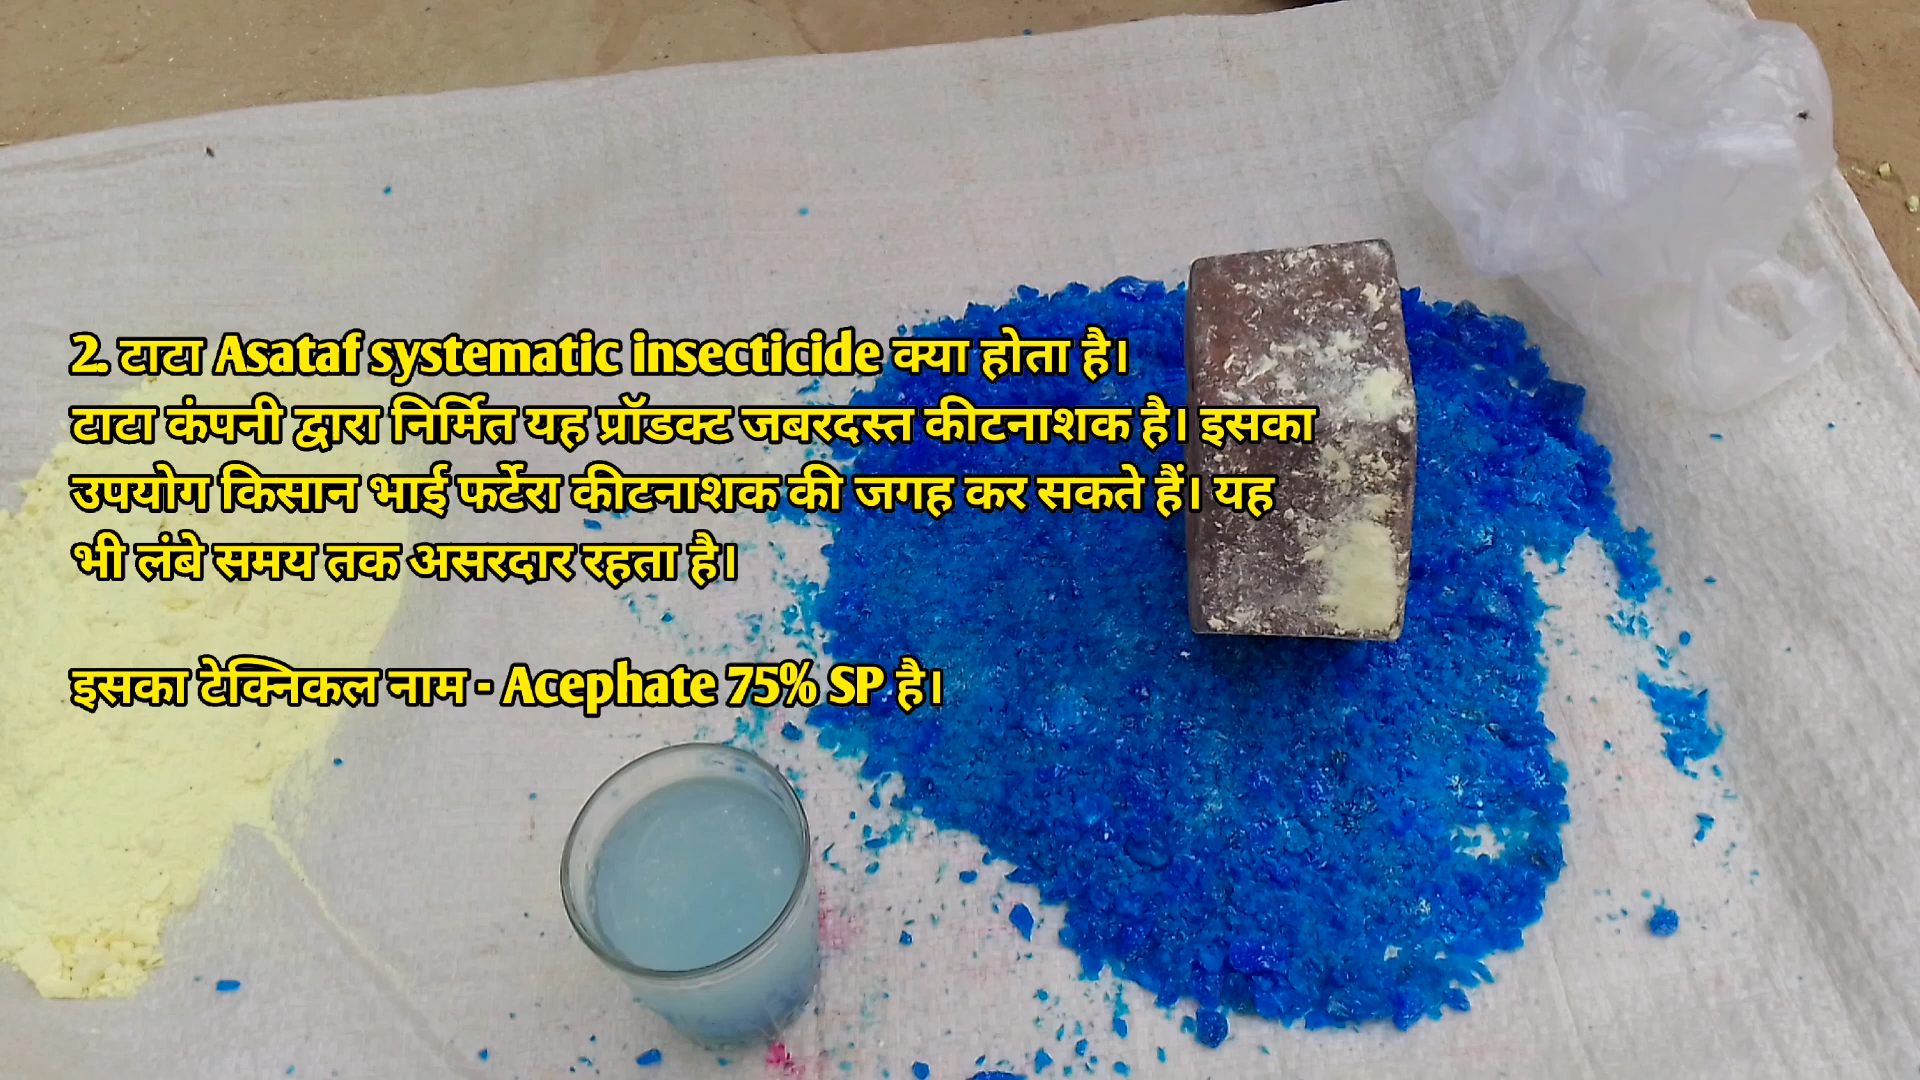 2. टाटा Asataf systematic insecticide क्या होता है।
टाटा कंपनी द्वारा निर्मित यह प्रॉडक्ट जबरदस्त कीटनाशक है। इसका
उपयोग किसान भाई फर्टेरा कीटनाशक की जगह कर सकते हैं। यह
भी लंबे समय तक असरदार रहता है।
इसका टेक्निकल नाम - Acephate 75% SP है।